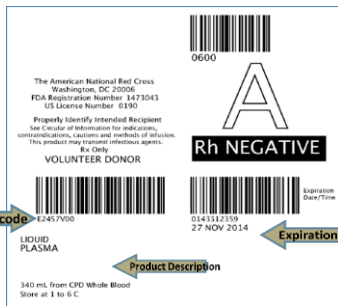 0600
The American National Red Cross
Washington, DC 20006
FDA Registration Number 1473043
US License Number 0190
Properly Identify Intended Recipient
See Circular of Information for indications,
contraindications, cautions and methods of infusion.
This product may transmit infectious agents.
Rx Only
VOLUNTEER DONOR
A
Rh NEGATIVE
code
E2457V00
LIQUID
PLASMA
Expiration
Date/Time
0143312359
27 NOV 2014
Expiration
Product Description
340 mL from CPD Whole Blood
Store at 1 to 6 C